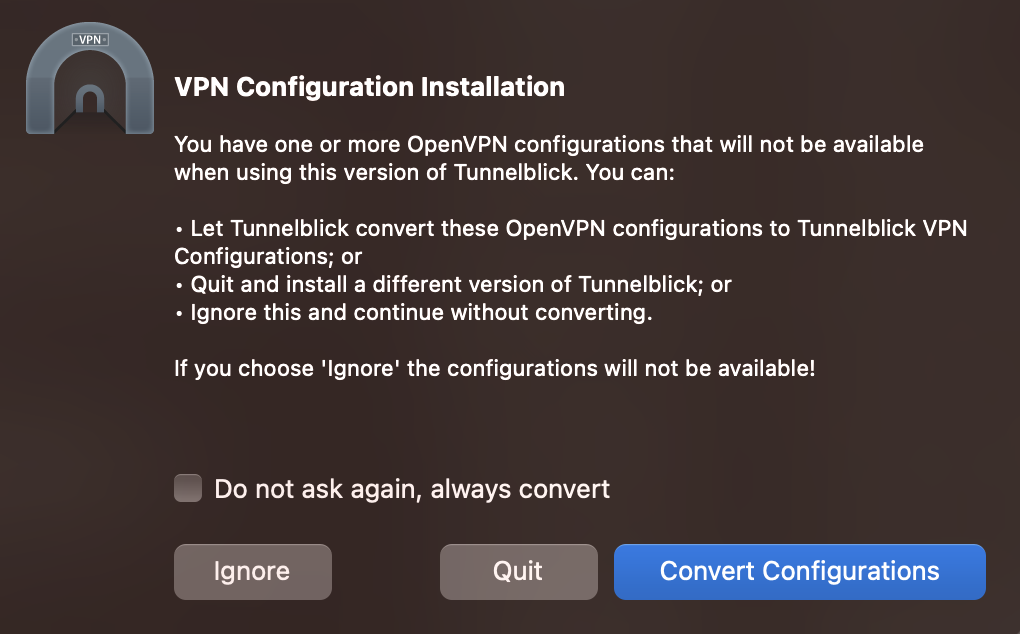 VPN
VPN Configuration Installation
You have one or more OpenVPN configurations that will not be available
when using this version of Tunnelblick. You can:
• Let Tunnelblick convert these OpenVPN configurations to Tunnelblick VPN
Configurations; or
• Quit and install a different version of Tunnelblick; or
• Ignore this and continue without converting.
If you choose 'Ignore' the configurations will not be available!
Do not ask again, always convert
Ignore
Quit
Convert Configurations